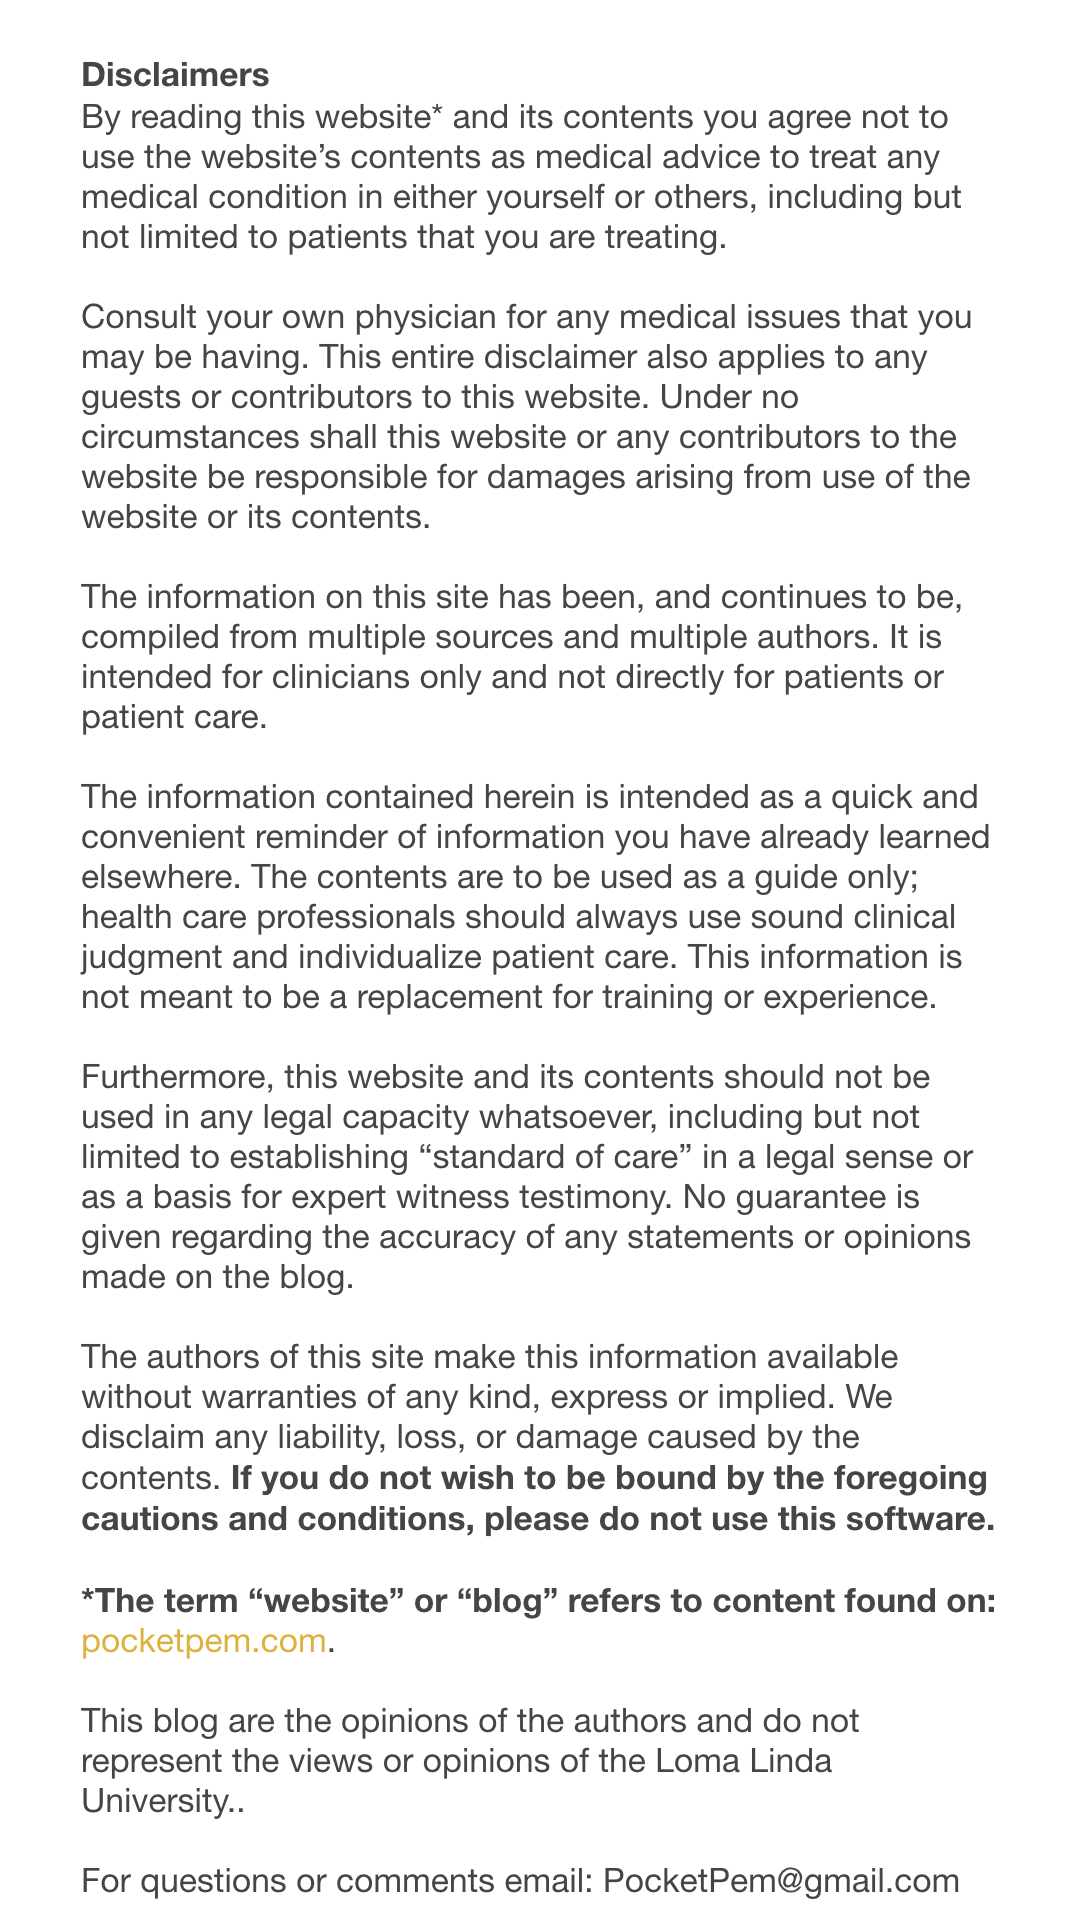 Disclaimers
By reading this website* and its contents you agree not to
use the website’s contents as medical advice to treat any
medical condition in either yourself or others, including but
not limited to patients that you are treating.
Consult your own physician for any medical issues that you
may be having. This entire disclaimer also applies to any
guests or contributors to this website. Under no
circumstances shall this website or any contributors to the
website be responsible for damages arising from use of the
website or its contents.
The information on this site has been, and continues to be,
compiled from multiple sources and multiple authors. It is
intended for clinicians only and not directly for patients or
patient care.
The information contained herein is intended as a quick and
convenient reminder of information you have already learned
elsewhere. The contents are to be used as a guide only;
health care professionals should always use sound clinical
judgment and individualize patient care. This information is
not meant to be a replacement for training or experience.
Furthermore, this website and its contents should not be
used in any legal capacity whatsoever, including but not
limited to establishing “standard of care” in a legal sense or
as a basis for expert witness testimony. No guarantee is
given regarding the accuracy of any statements or opinions
made on the blog.
The authors of this site make this information available
without warranties of any kind, express or implied. We
disclaim any liability, loss, or damage caused by the
contents. If you do not wish to be bound by the foregoing
cautions and conditions, please do not use this software.
*The term “website” or “blog” refers to content found on:
pocketpem.com.
This blog are the opinions of the authors and do not
represent the views or opinions of the Loma Linda
University..
For questions or comments email: PocketPem@gmail.com